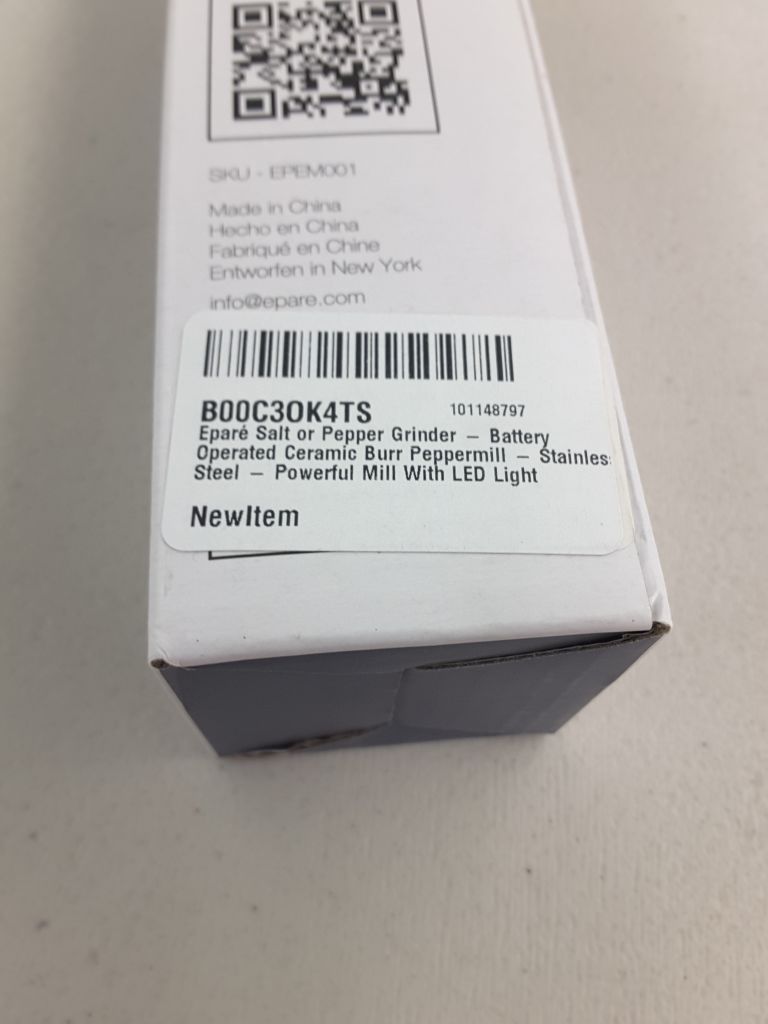 SKU - EPEM001
Made in China
Hecho en China
Fabriqué en Chine
Entworfen in New York
info@epare.com
B00C3OK4TS 101148797
Eparé Salt or Pepper Grinder – Battery
Operated Ceramic Burr Peppermill – Stainles
Steel – Powerful Mill With LED Light
NewItem